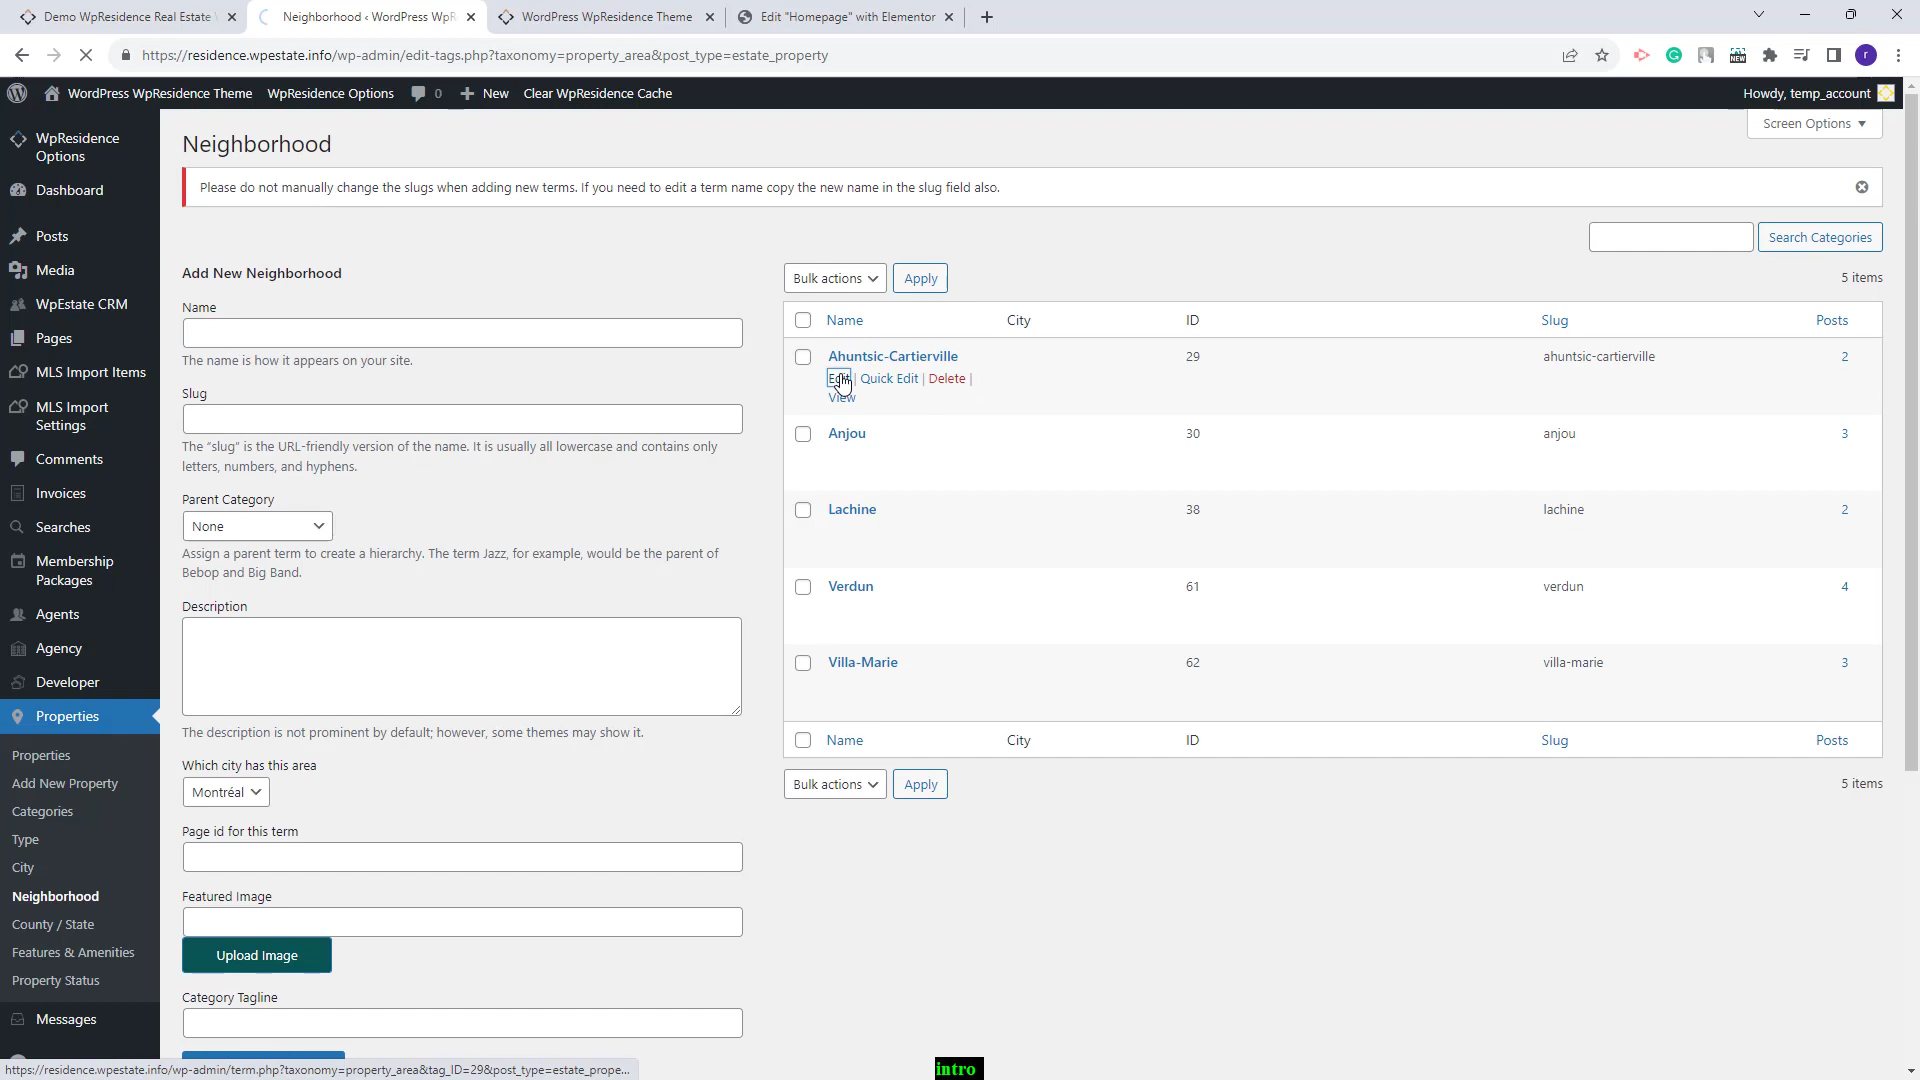 Demo WpResidence Real Estate
Neighborhood ‹ WordPress WpR
WordPress WpResidence Theme
Edit "Homepage" with Elementor
https://residence.wpestate.info/wp-admin/edit-tags.php?taxonomy=property_area&post_type=estate_property
r
WordPress WpResidence Theme
WpResidence Options
0
New
Clear WpResidence Cache
Howdy, temp_account
WpResidence
Options
Dashboard
Posts
Media
WpEstate CRM
Pages
MLS Import Items
MLS Import
Settings
Comments
Invoices
Searches
Membership
Packages
Agents
Agency
Developer
Properties
Properties
Add New Property
Categories
Type
City
Neighborhood
County / State
Features & Amenities
Property Status
Messages
Neighborhood
Screen Options
Please do not manually change the slugs when adding new terms. If you need to edit a term name copy the new name in the slug field also.
Search Categories
Add New Neighborhood
Name
The name is how it appears on your site.
Slug
The “slug” is the URL-friendly version of the name. It is usually all lowercase and contains only
letters, numbers, and hyphens.
Parent Category
None
Assign a parent term to create a hierarchy. The term Jazz, for example, would be the parent of
Bebop and Big Band.
Description
The description is not prominent by default; however, some themes may show it.
Which city has this area
Montréal
Page id for this term
Featured Image
Upload Image
Category Tagline
Bulk actions
Apply
5 items
Name City ID Slug Posts
Ahuntsic-Cartierville 29 ahuntsic-cartierville 2
Edit | Quick Edit | Delete |
View
Anjou 30 anjou 3
Lachine 38 lachine 2
Verdun 61 verdun 4
Villa-Marie 62 villa-marie 3
Name City ID Slug Posts
Bulk actions
Apply
5 items
https://residence.wpestate.info/wp-admin/term.php?taxonomy=property_area&tag_ID=29&post_type=estate_prope...
intro